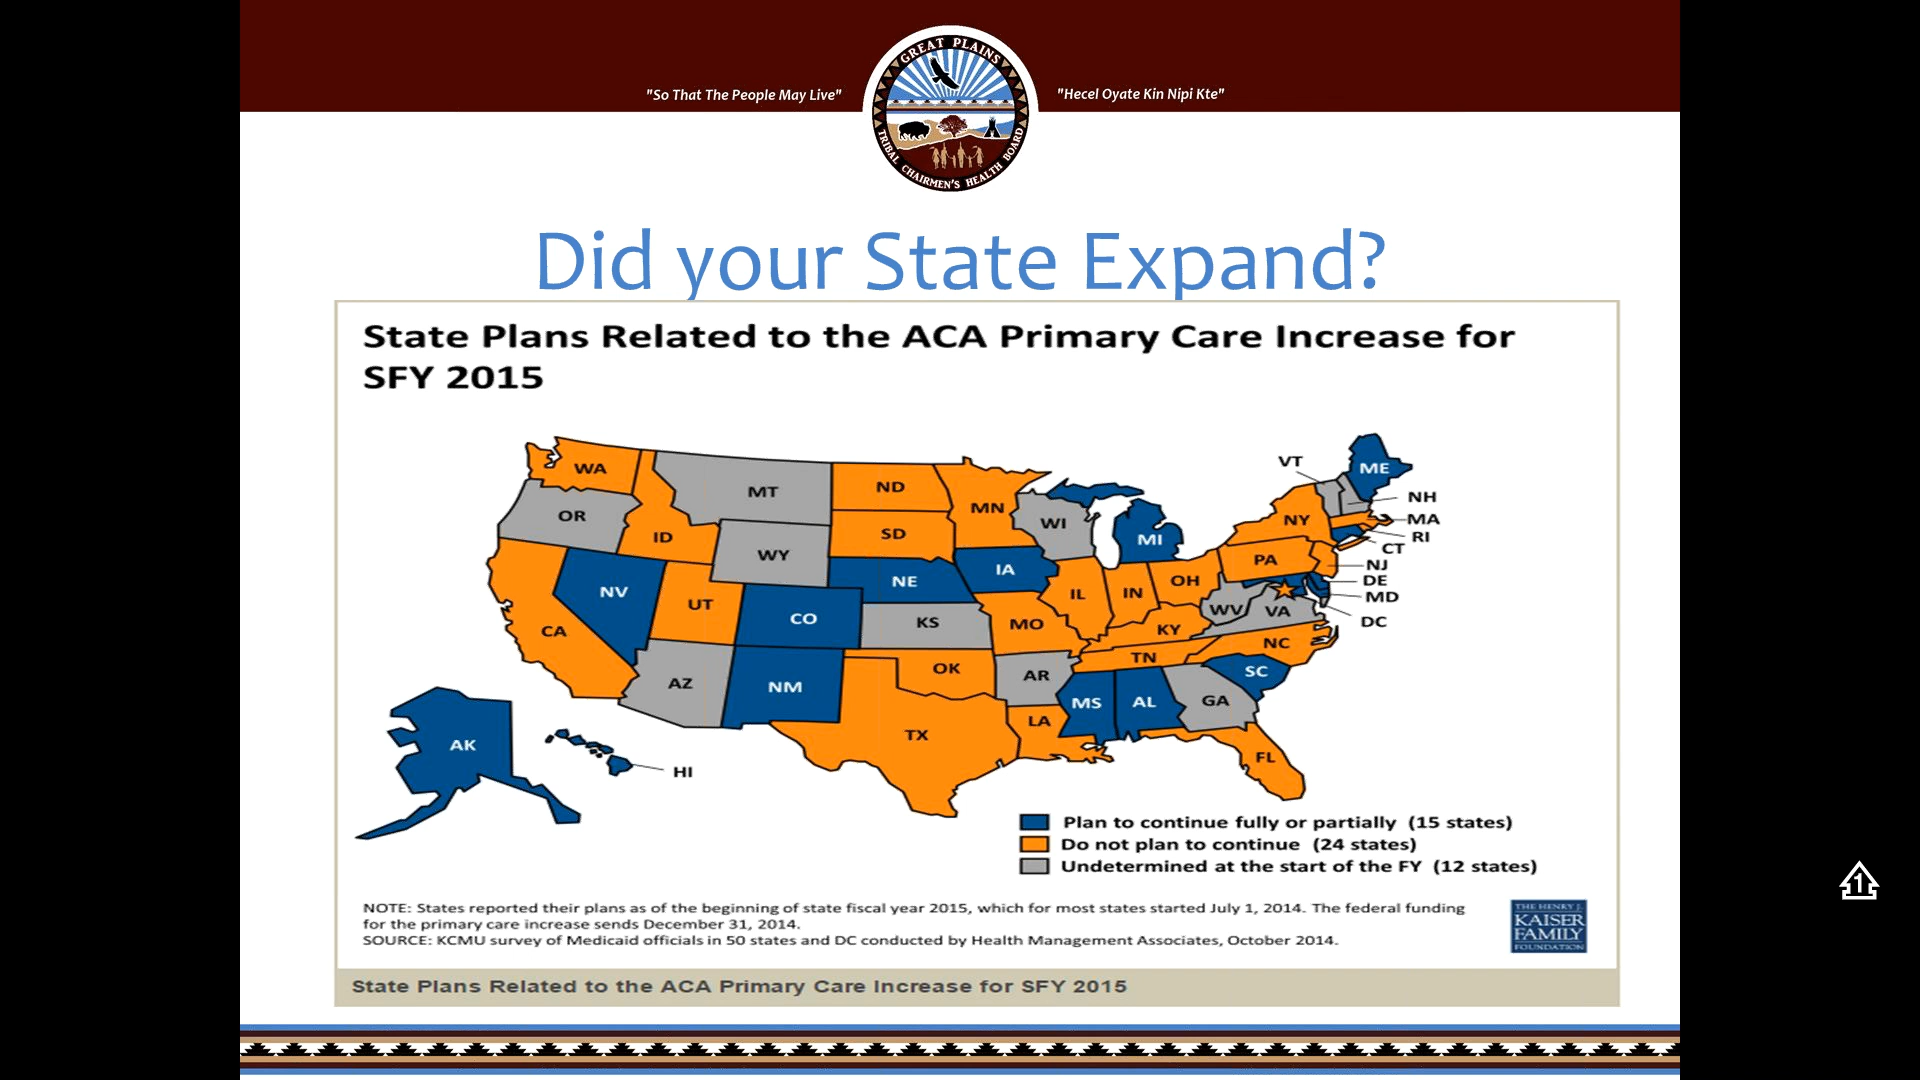 "So That The People May Live"
GREAT PLAINS
TRIBAL CHAIRMEN'S HEALTH BOARD
"Hecel Oyate Kin Nipi Kte"
Did your State Expand?
State Plans Related to the ACA Primary Care Increase for
SFY 2015
WA
MT
ND
MN
VT
ME
NH
MA
RI
CT
NJ
DE
MD
DC
OR
ID
WY
SD
WI
MI
NY
PA
NV
UT
CO
NE
IA
IL
IN
OH
WV
VA
CA
KS
MO
KY
NC
TN
AZ
NM
OK
AR
SC
MS
AL
GA
LA
TX
FL
AK
HI
Plan to continue fully or partially (15 states)
Do not plan to continue (24 states)
Undetermined at the start of the FY (12 states)
NOTE: States reported their plans as of the beginning of state fiscal year 2015, which for most states started July 1, 2014. The federal funding
for the primary care increase sends December 31, 2014.
SOURCE: KCMU survey of Medicaid officials in 50 states and DC conducted by Health Management Associates, October 2014.
THE HENRY J.
KAISER
FAMILY
FOUNDATION
State Plans Related to the ACA Primary Care Increase for SFY 2015
1